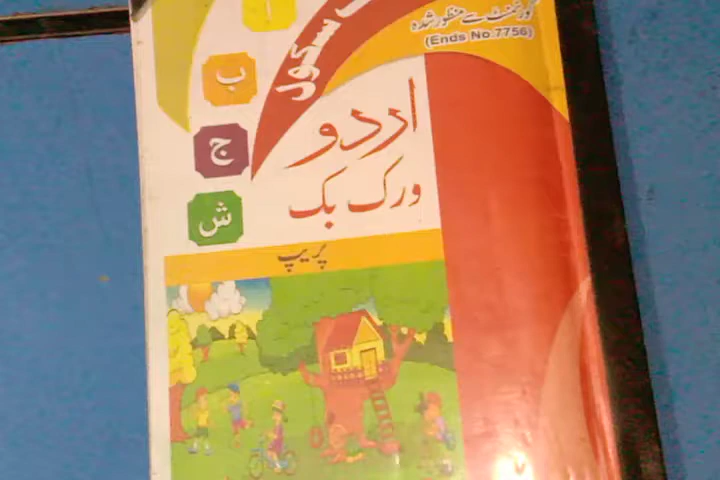 گورنمنٹ سے منظور شدہ
(Ends No.7756)
سکول
ا
ب
ج
ش
اردو
ورک بک
پریپ